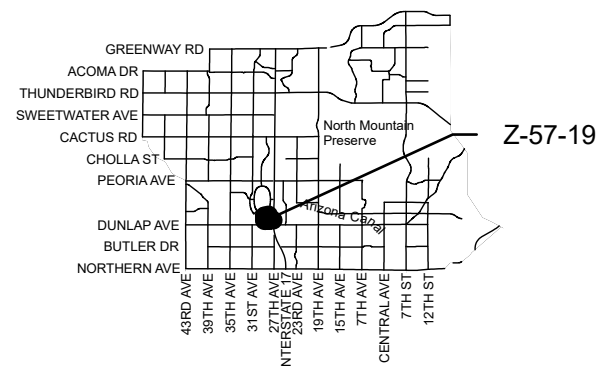 GREENWAY RD
ACOMA DR
THUNDERBIRD RD
SWEETWATER AVE
CACTUS RD
CHOLLA ST
PEORIA AVE
DUNLAP AVE
BUTLER DR
NORTHERN AVE
North Mountain
Preserve
Z-57-19
Arizona Canal
43RD AVE
39TH AVE
35TH AVE
31ST AVE
27TH AVE
NTERSTATE 17
23RD AVE
19TH AVE
15TH AVE
7TH AVE
CENTRAL AVE
7TH ST
12TH ST